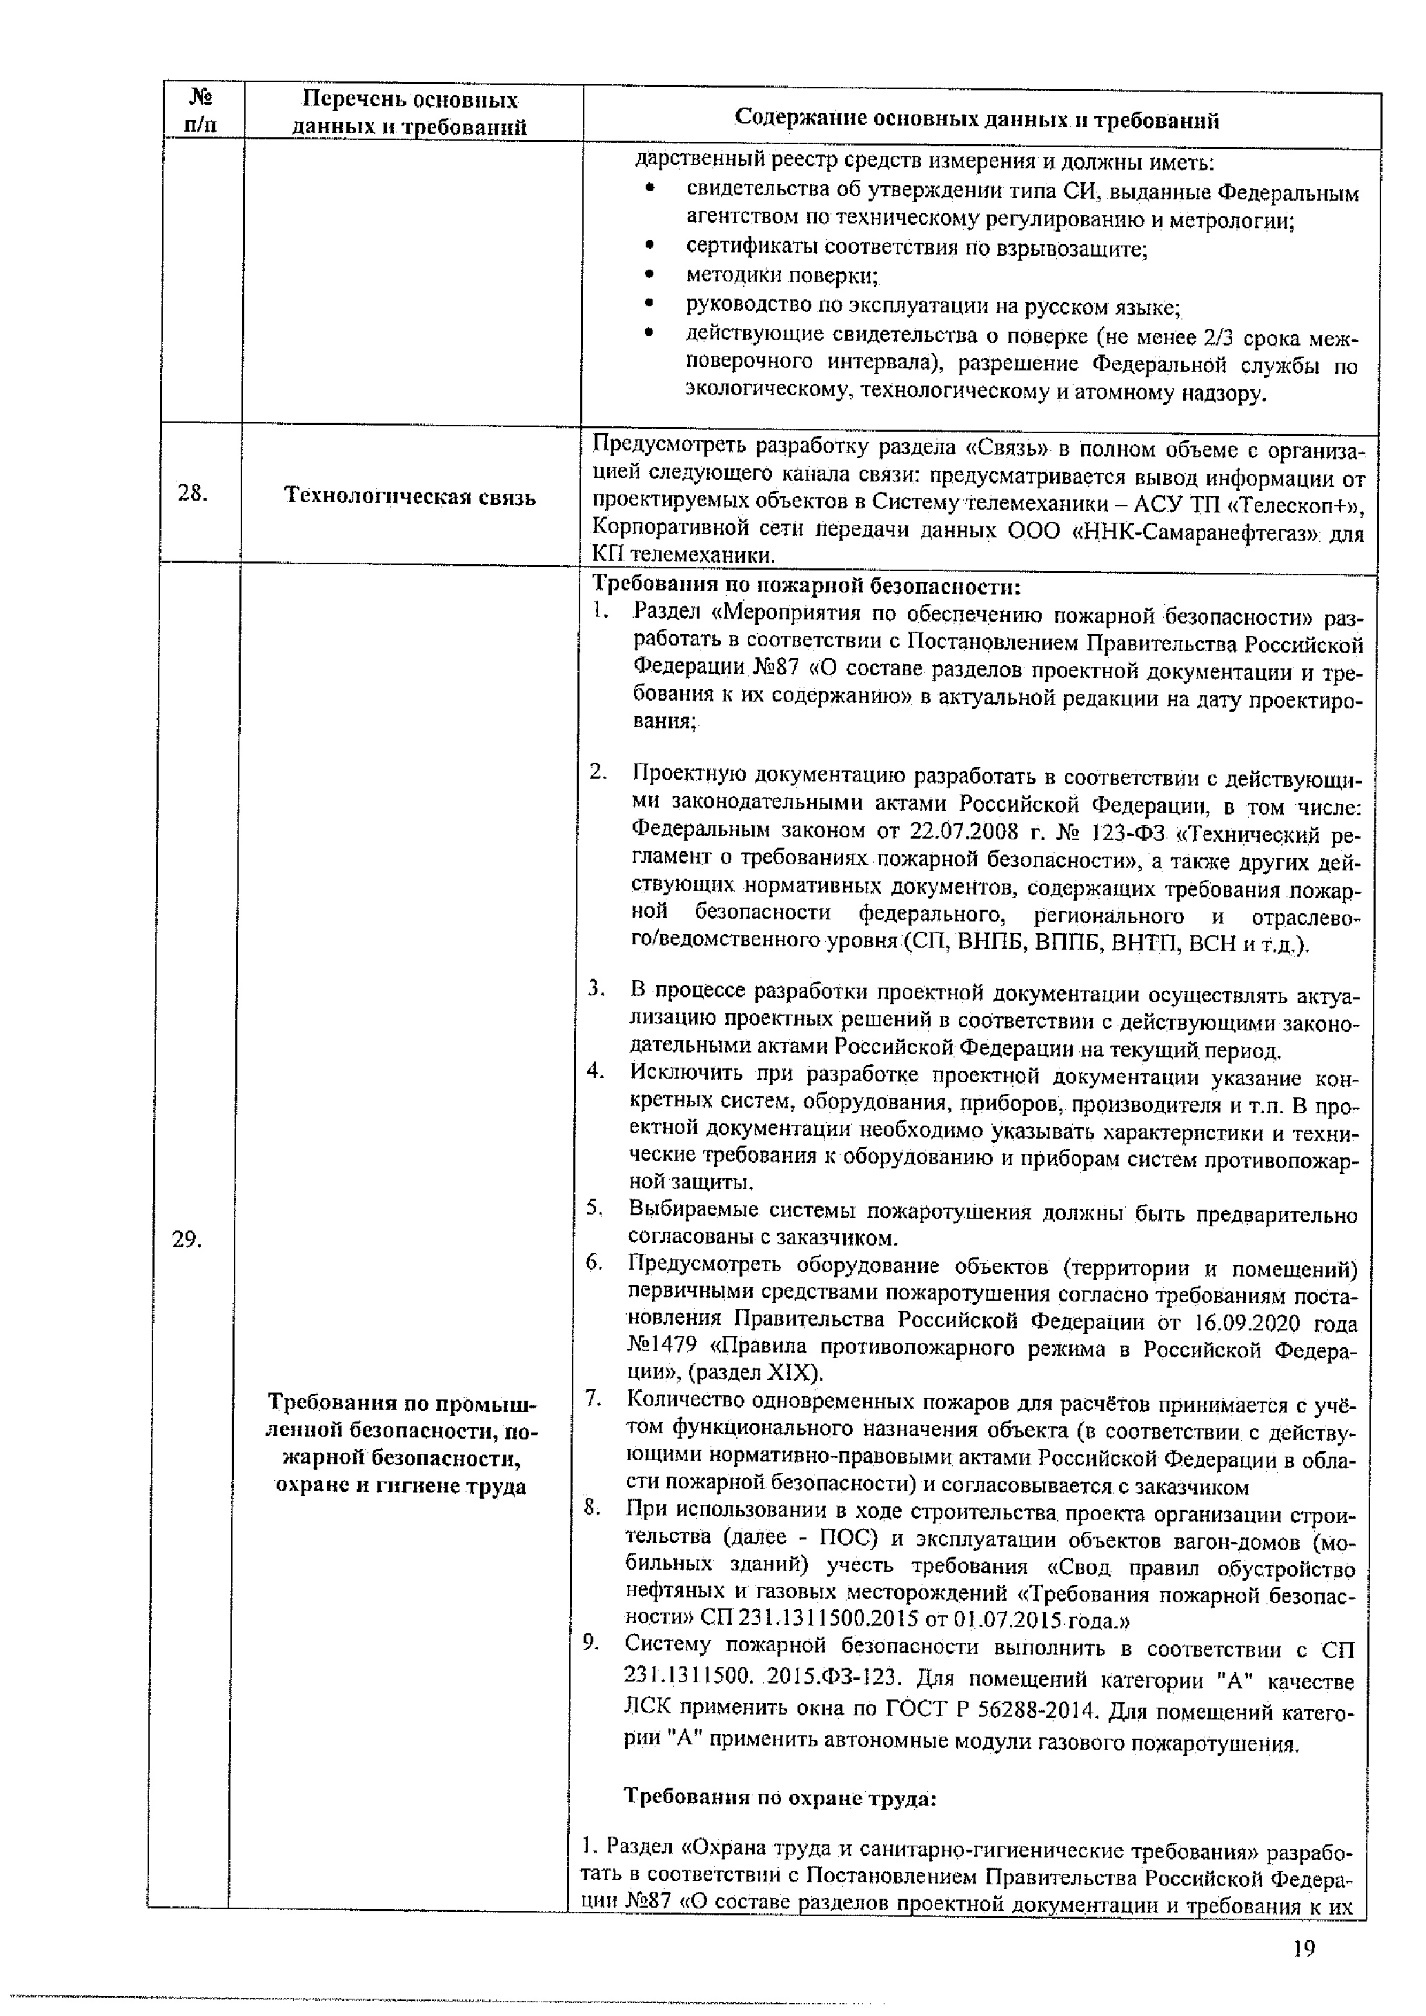 №
п/п
Перечень основных
данных и требований
Содержание основных данных и требований
дарственный реестр средств измерения и должны иметь:
• свидетельства об утверждении типа СИ, выданные Федеральным
агентством по техническому регулированию и метрологии;
• сертификаты соответствия по взрывозащите;
• методики поверки;
• руководство по эксплуатации на русском языке;
• действующие свидетельства о поверке (не менее 2/3 срока меж-
поверочного интервала), разрешение Федеральной службы по
экологическому, технологическому и атомному надзору.
28.
Технологическая связь
Предусмотреть разработку раздела «Связь» в полном объеме с организа-
цией следующего канала связи: предусматривается вывод информации от
проектируемых объектов в Систему телемеханики – АСУ ТП «Телескоп+»,
Корпоративной сети передачи данных ООО «ННК-Самаранефтегаз» для
КП телемеханики.
29.
Требования по промыш-
ленной безопасности, по-
жарной безопасности,
охране и гигиене труда
Требования по пожарной безопасности:
1. Раздел «Мероприятия по обеспечению пожарной безопасности» раз-
работать в соответствии с Постановлением Правительства Российской
Федерации №87 «О составе разделов проектной документации и тре-
бования к их содержанию» в актуальной редакции на дату проектиро-
вания;
2. Проектную документацию разработать в соответствии с действующи-
ми законодательными актами Российской Федерации, в том числе:
Федеральным законом от 22.07.2008 г. № 123-ФЗ «Технический ре-
гламент о требованиях пожарной безопасности», а также других дей-
ствующих нормативных документов, содержащих требования пожар-
ной безопасности федерального, регионального и отраслево-
го/ведомственного уровня (СП, ВНПБ, ВППБ, ВНТП, ВСН и т.д.).
3. В процессе разработки проектной документации осуществлять актуа-
лизацию проектных решений в соответствии с действующими законо-
дательными актами Российской Федерации на текущий период.
4. Исключить при разработке проектной документации указание кон-
кретных систем, оборудования, приборов, производителя и т.п. В про-
ектной документации необходимо указывать характеристики и техни-
ческие требования к оборудованию и приборам систем противопожар-
ной защиты.
5. Выбираемые системы пожаротушения должны быть предварительно
согласованы с заказчиком.
6. Предусмотреть оборудование объектов (территории и помещений)
первичными средствами пожаротушения согласно требованиям поста-
новления Правительства Российской Федерации от 16.09.2020 года
№1479 «Правила противопожарного режима в Российской Федера-
ции», (раздел XIX).
7. Количество одновременных пожаров для расчётов принимается с учё-
том функционального назначения объекта (в соответствии с действу-
ющими нормативно-правовыми актами Российской Федерации в обла-
сти пожарной безопасности) и согласовывается с заказчиком
8. При использовании в ходе строительства проекта организации строи-
тельства (далее - ПОС) и эксплуатации объектов вагон-домов (мо-
бильных зданий) учесть требования «Свод правил обустройство
нефтяных и газовых месторождений «Требования пожарной безопас-
ности» СП 231.1311500.2015 от 01.07.2015 года.»
9. Систему пожарной безопасности выполнить в соответствии с СП
231.1311500. 2015.ФЗ-123. Для помещений категории "А" качестве
ЛСК применить окна по ГОСТ Р 56288-2014. Для помещений катего-
рии "А" применить автономные модули газового пожаротушения.
Требования по охране труда:
1. Раздел «Охрана труда и санитарно-гигиенические требования» разрабо-
тать в соответствии с Постановлением Правительства Российской Федера-
ции №87 «О составе разделов проектной документации и требования к их
19